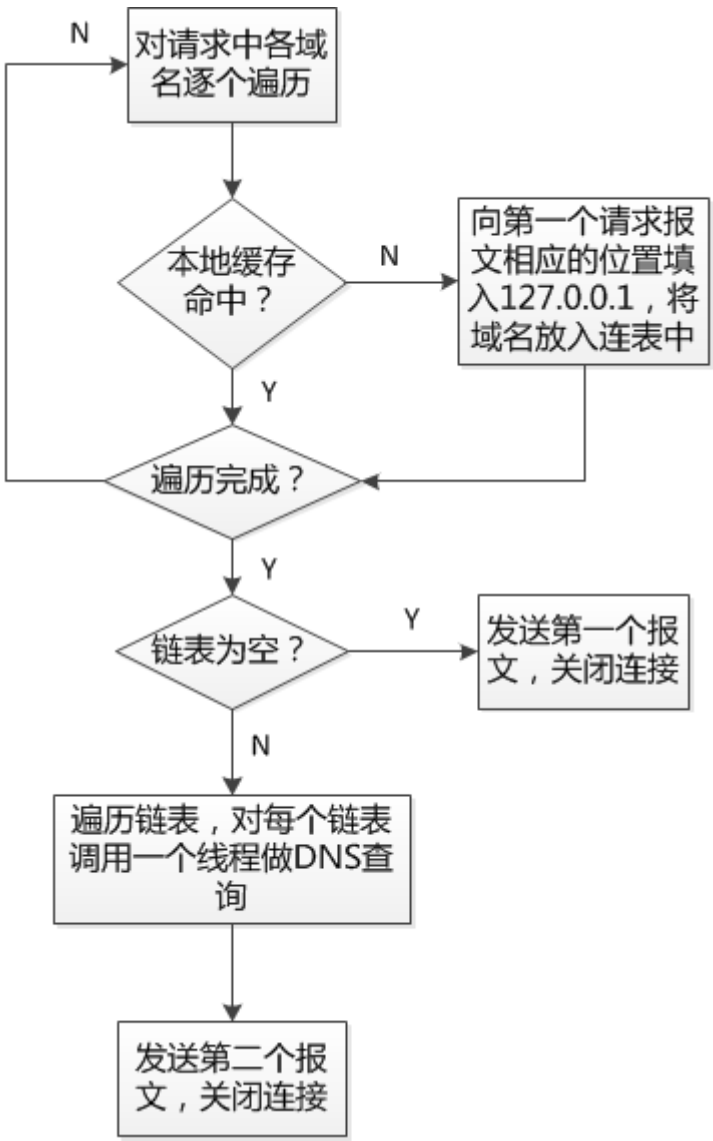 N
对请求中各域
名逐个遍历
本地缓存
命中？
N
向第一个请求报
文相应的位置填
入127.0.0.1，将
域名放入连表中
Y
遍历完成？
Y
链表为空？
Y
发送第一个报
文，关闭连接
N
遍历链表，对每个链表
调用一个线程做DNS查
询
发送第二个报
文，关闭连接